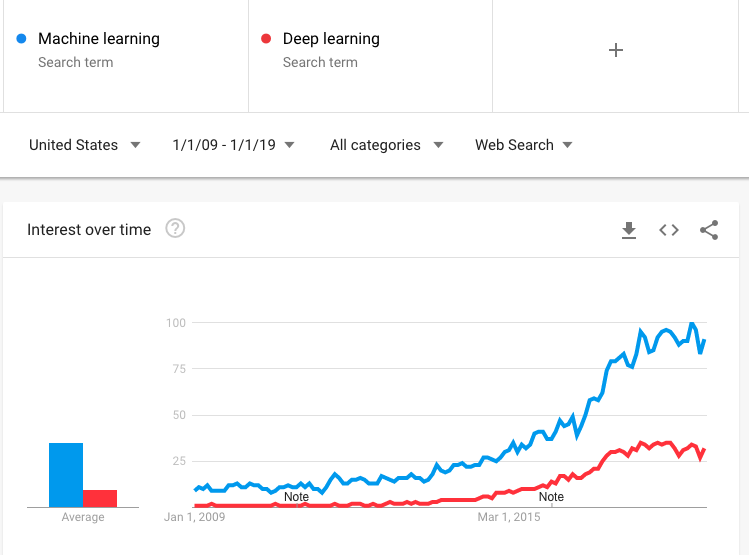 Machine learning
Search term
Deep learning
Search term
+
United States
1/1/09 - 1/1/19
All categories
Web Search
Interest over time
?
<>
100
75
50
25
Note
Note
Average
Jan 1, 2009
Mar 1, 2015